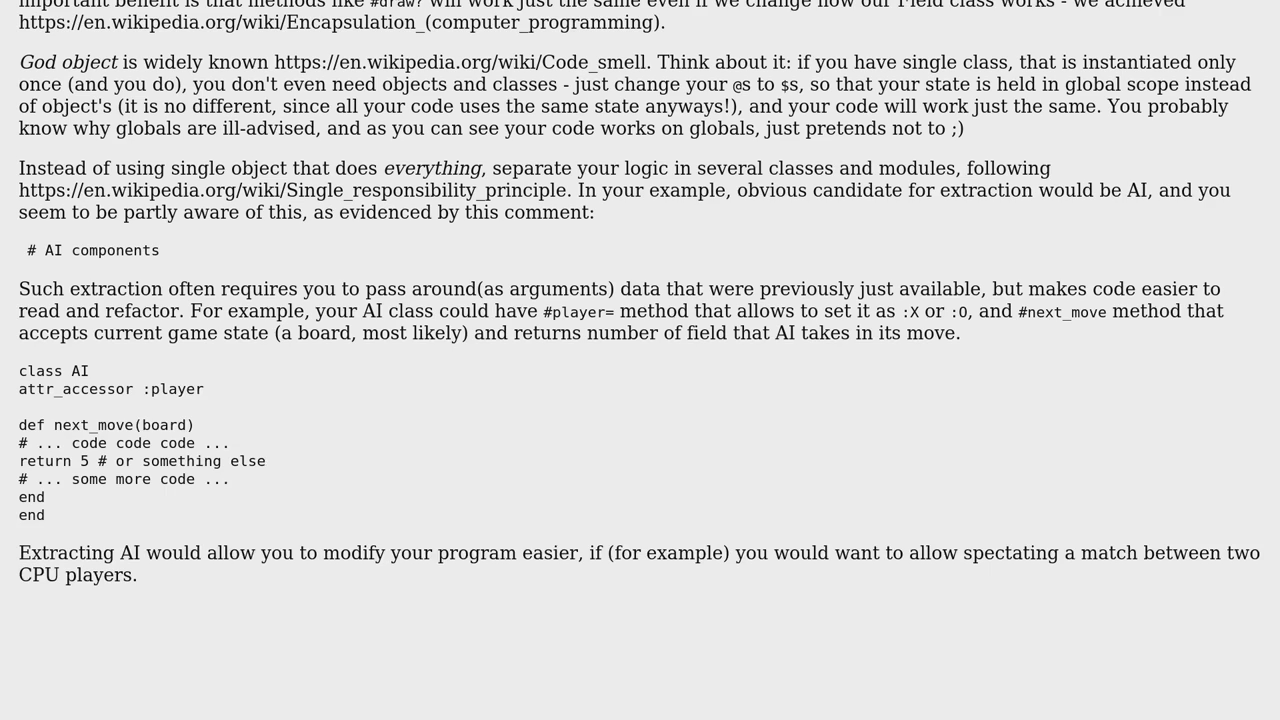 important benefit is that methods like #draw? will work just the same even if we change how our Field class works - we achieved
https://en.wikipedia.org/wiki/Encapsulation_(computer_programming).
God object is widely known https://en.wikipedia.org/wiki/Code_smell. Think about it: if you have single class, that is instantiated only
once (and you do), you don't even need objects and classes - just change your @s to $s, so that your state is held in global scope instead
of object's (it is no different, since all your code uses the same state anyways!), and your code will work just the same. You probably
know why globals are ill-advised, and as you can see your code works on globals, just pretends not to ;)
Instead of using single object that does everything, separate your logic in several classes and modules, following
https://en.wikipedia.org/wiki/Single_responsibility_principle. In your example, obvious candidate for extraction would be AI, and you
seem to be partly aware of this, as evidenced by this comment:
# AI components
Such extraction often requires you to pass around(as arguments) data that were previously just available, but makes code easier to
read and refactor. For example, your AI class could have #player= method that allows to set it as :X or :O, and #next_move method that
accepts current game state (a board, most likely) and returns number of field that AI takes in its move.
class AI
attr_accessor :player
def next_move(board)
# ... code code code ...
return 5 # or something else
# ... some more code ...
end
end
Extracting AI would allow you to modify your program easier, if (for example) you would want to allow spectating a match between two
CPU players.